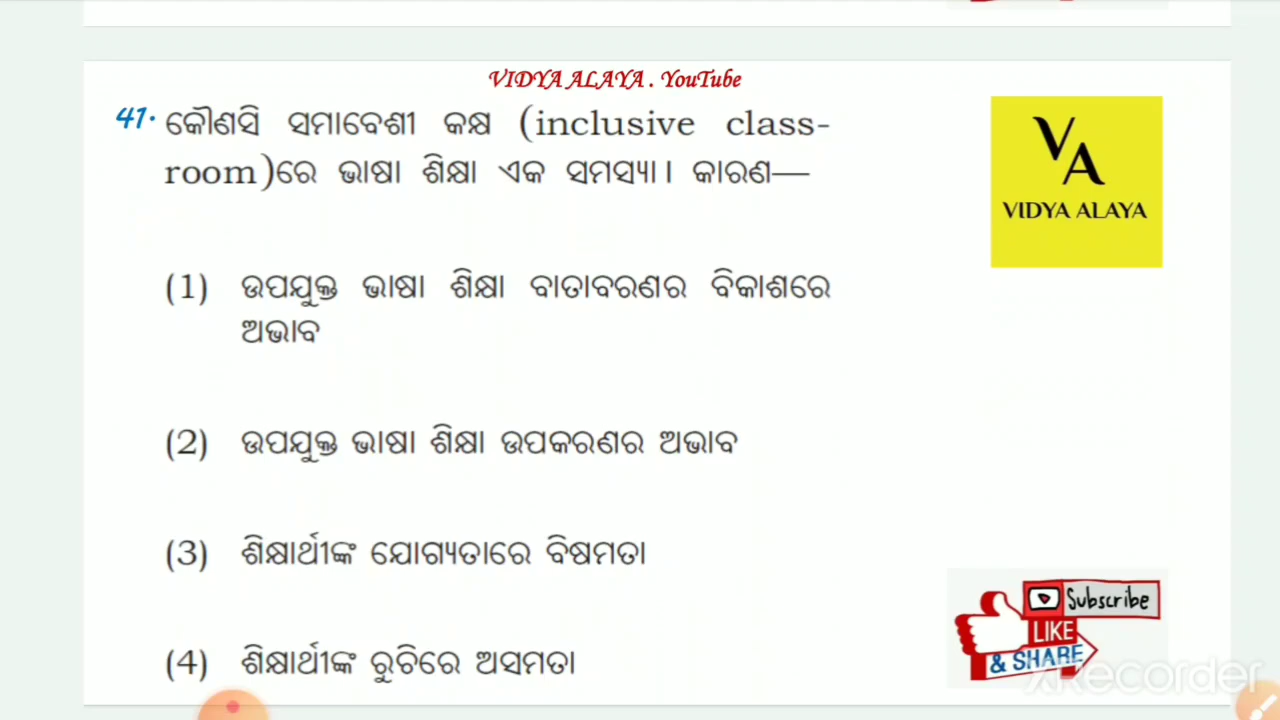 VIDYA ALAYA . YouTube
41. କୌଣସି ସମାବେଶୀ କକ୍ଷ (inclusive class-
room)ରେ ଭାଷା ଶିକ୍ଷା ଏକ ସମସ୍ୟା। କାରଣ—
VA
VIDYA ALAYA
(1) ଉପଯୁକ୍ତ ଭାଷା ଶିକ୍ଷା ବାତାବରଣର ବିକାଶରେ
ଅଭାବ
(2) ଉପଯୁକ୍ତ ଭାଷା ଶିକ୍ଷା ଉପକରଣର ଅଭାବ
(3) ଶିକ୍ଷାର୍ଥୀଙ୍କ ଯୋଗ୍ୟତାରେ ବିଷମତା
(4) ଶିକ୍ଷାର୍ଥୀଙ୍କ ରୁଚିରେ ଅସମତା
Subscribe
LIKE
& SHARE
XRecorder